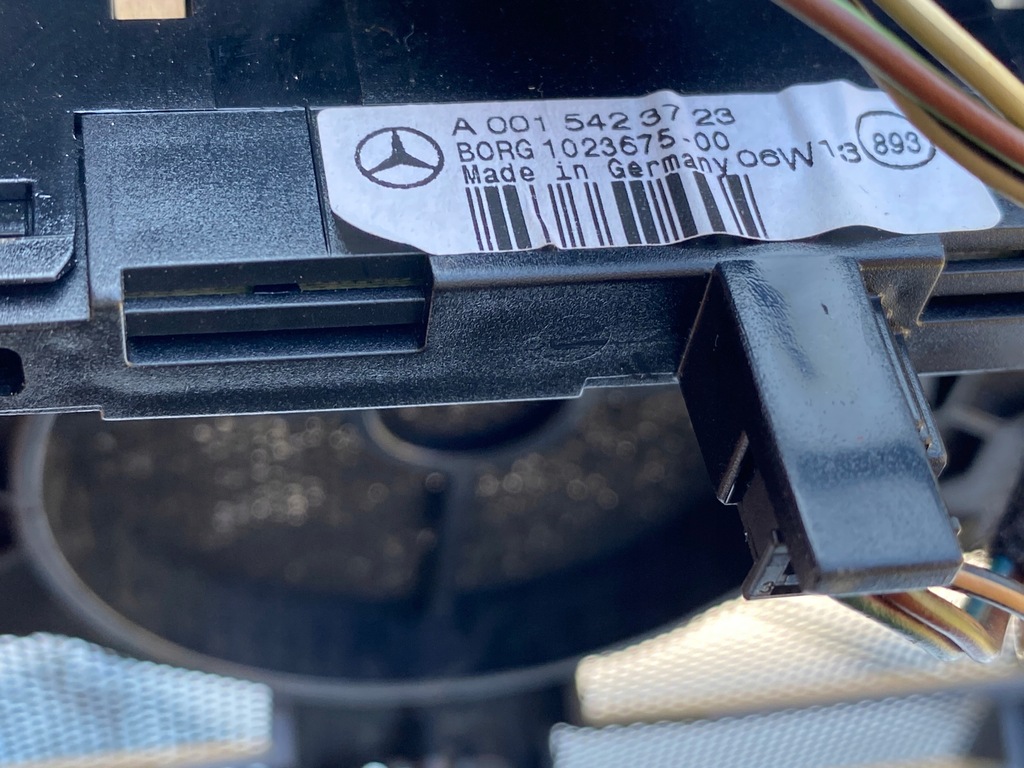 A 001 542 37 23
BORG 1023675-00
Made in Germany 06W13 893